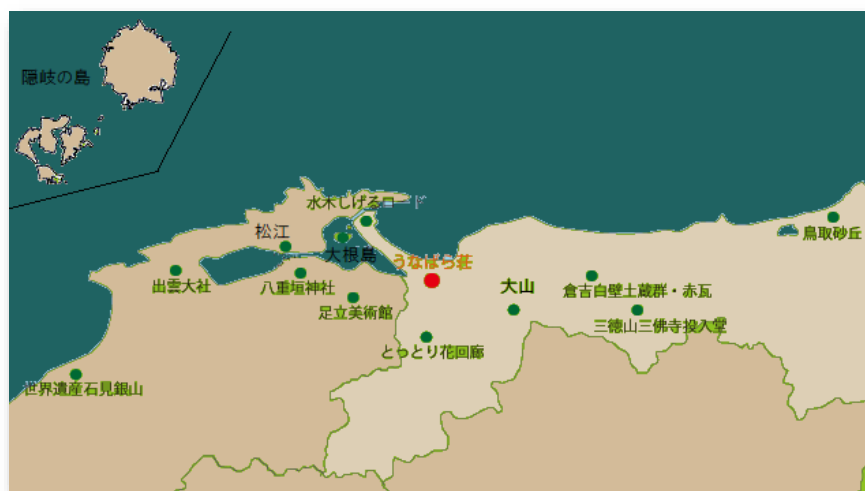 隠岐の島
水木しげるロード
松江
大根島
鳥取砂丘
うなばら荘
出雲大社
八重垣神社
大山
倉吉白壁土蔵群・赤瓦
足立美術館
三徳山三佛寺投入堂
とっとり花回廊
世界遺産石見銀山